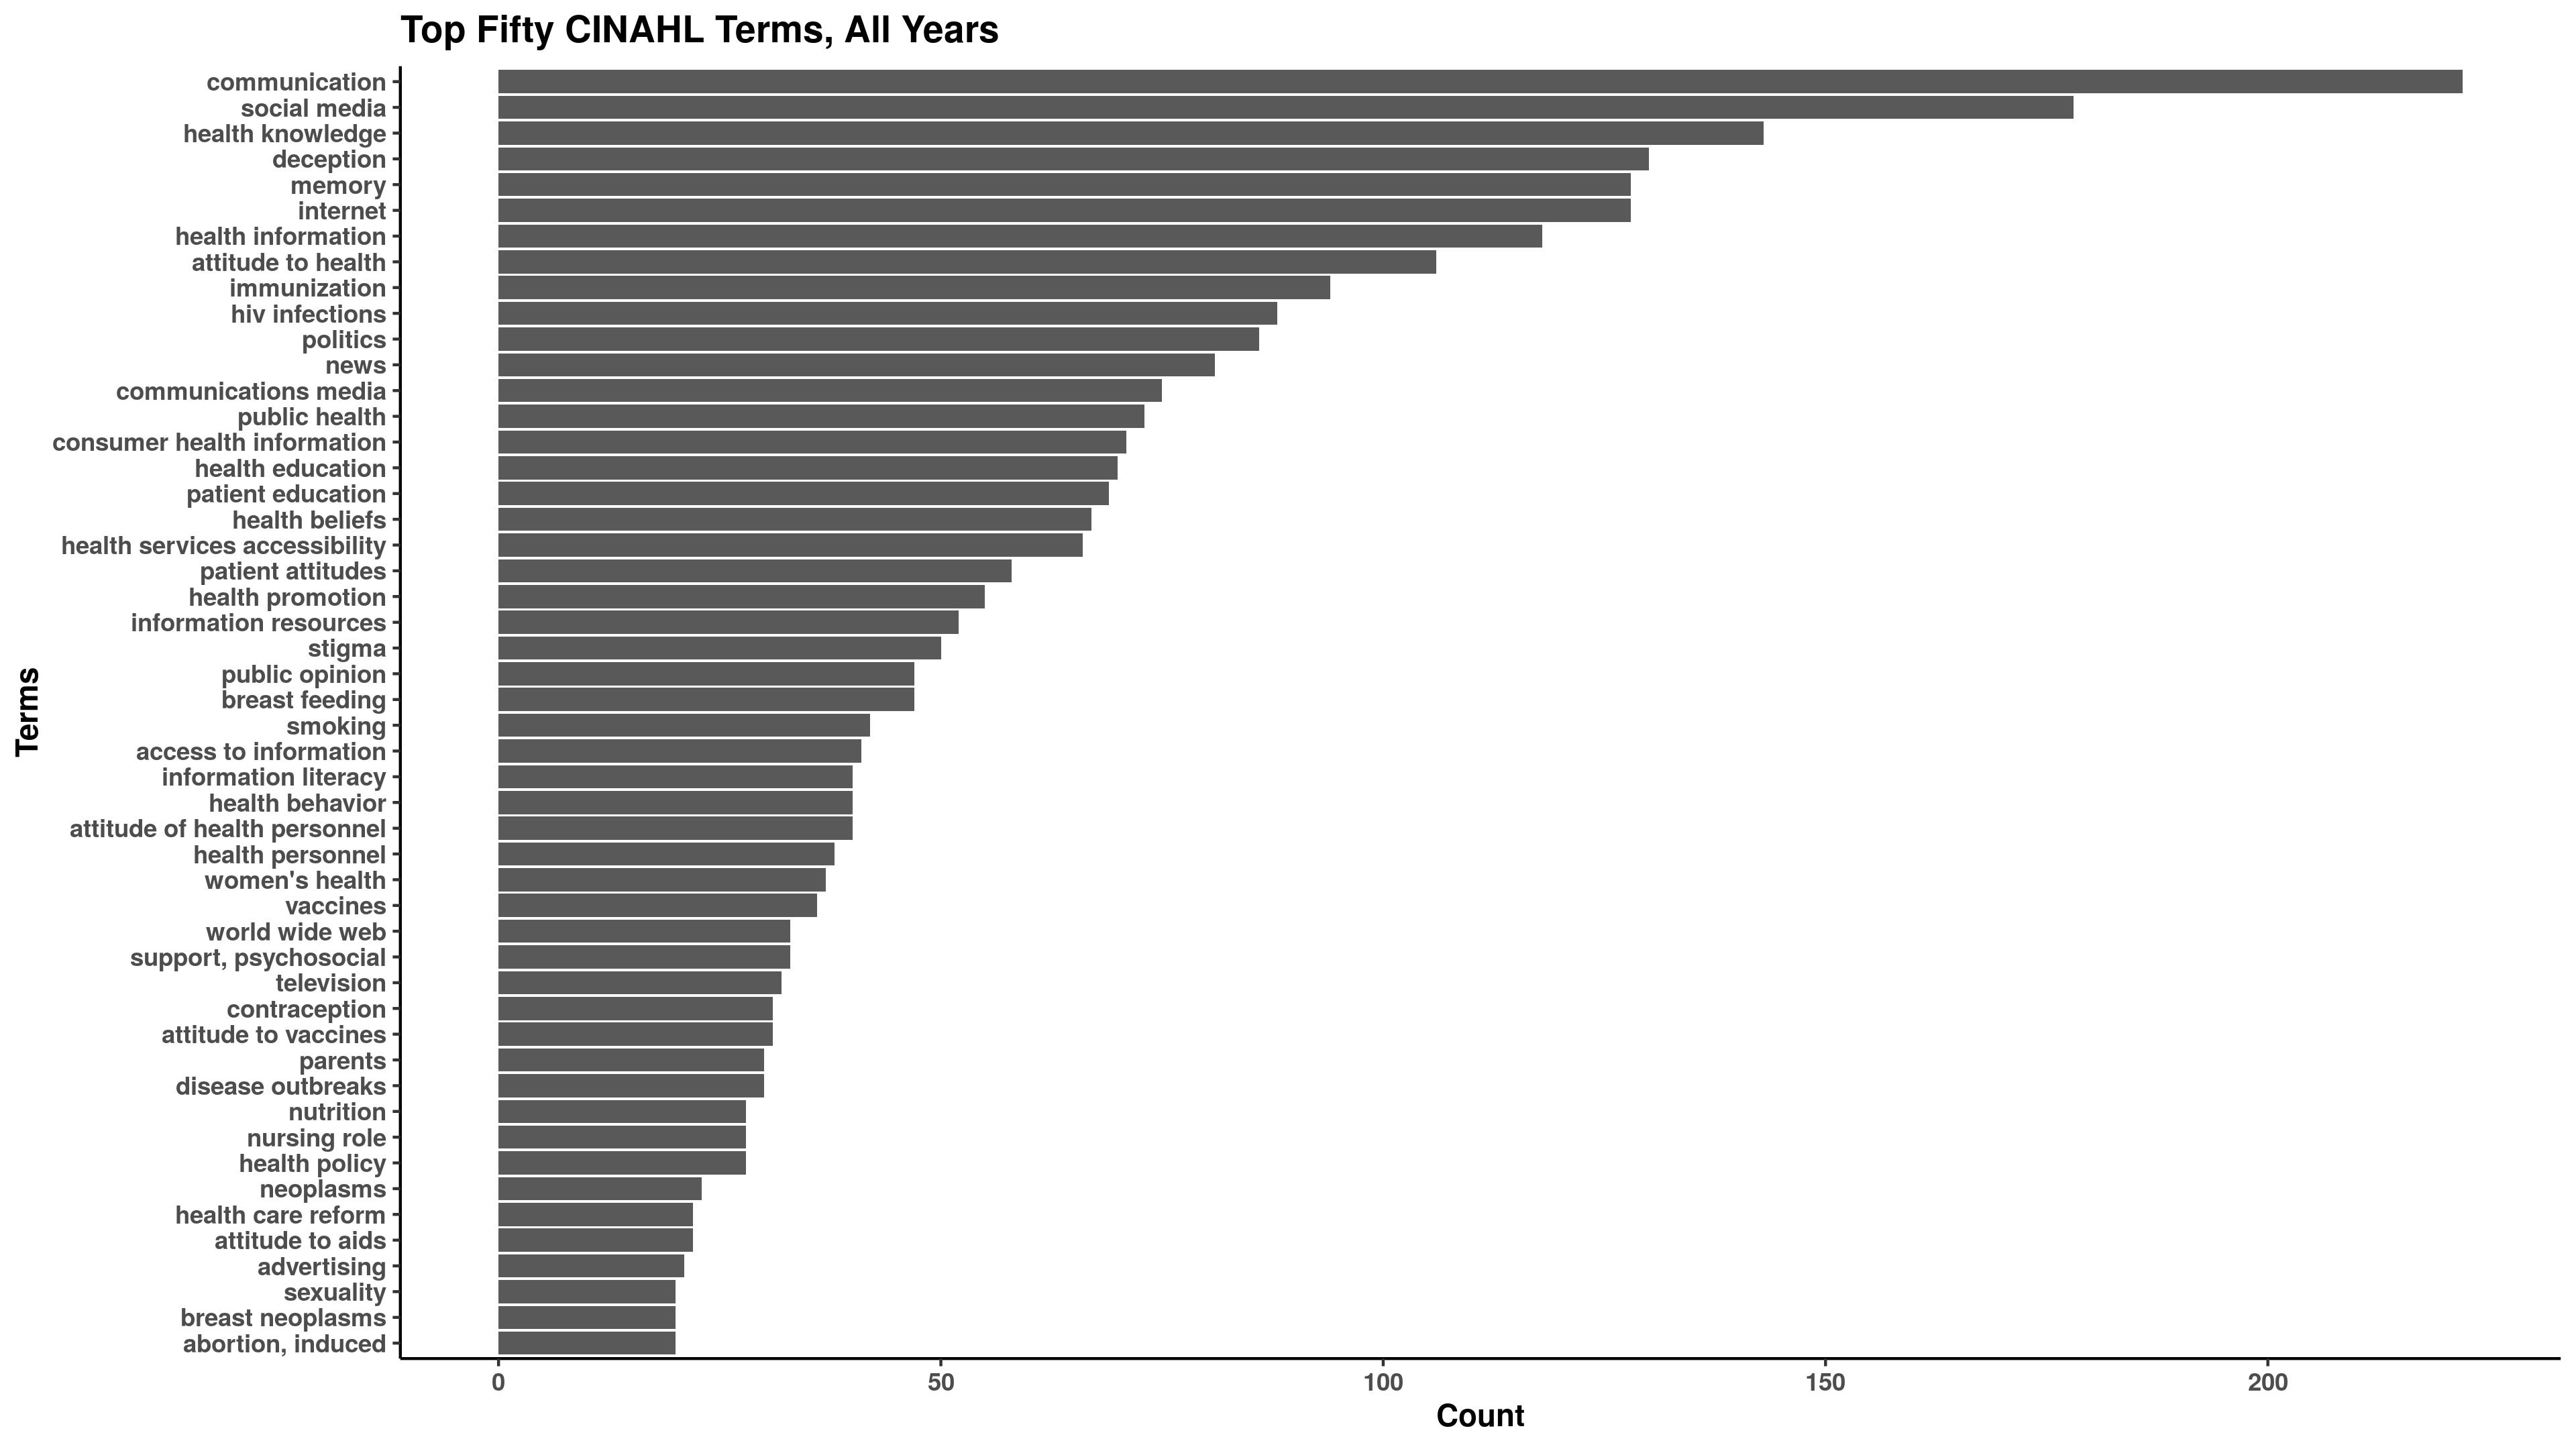 Top Fifty CINAHL Terms, All Years
communication
social media
health knowledge
deception
memory
internet
health information
attitude to health
immunization
hiv infections
politics
news
communications media
public health
consumer health information
health education
patient education
health beliefs
health services accessibility
patient attitudes
health promotion
information resources
stigma
public opinion
breast feeding
smoking
access to information
information literacy
health behavior
attitude of health personnel
health personnel
women's health
vaccines
world wide web
support, psychosocial
television
contraception
attitude to vaccines
parents
disease outbreaks
nutrition
nursing role
health policy
neoplasms
health care reform
attitude to aids
advertising
sexuality
breast neoplasms
abortion, induced
Terms
0 50 100 150 200
Count